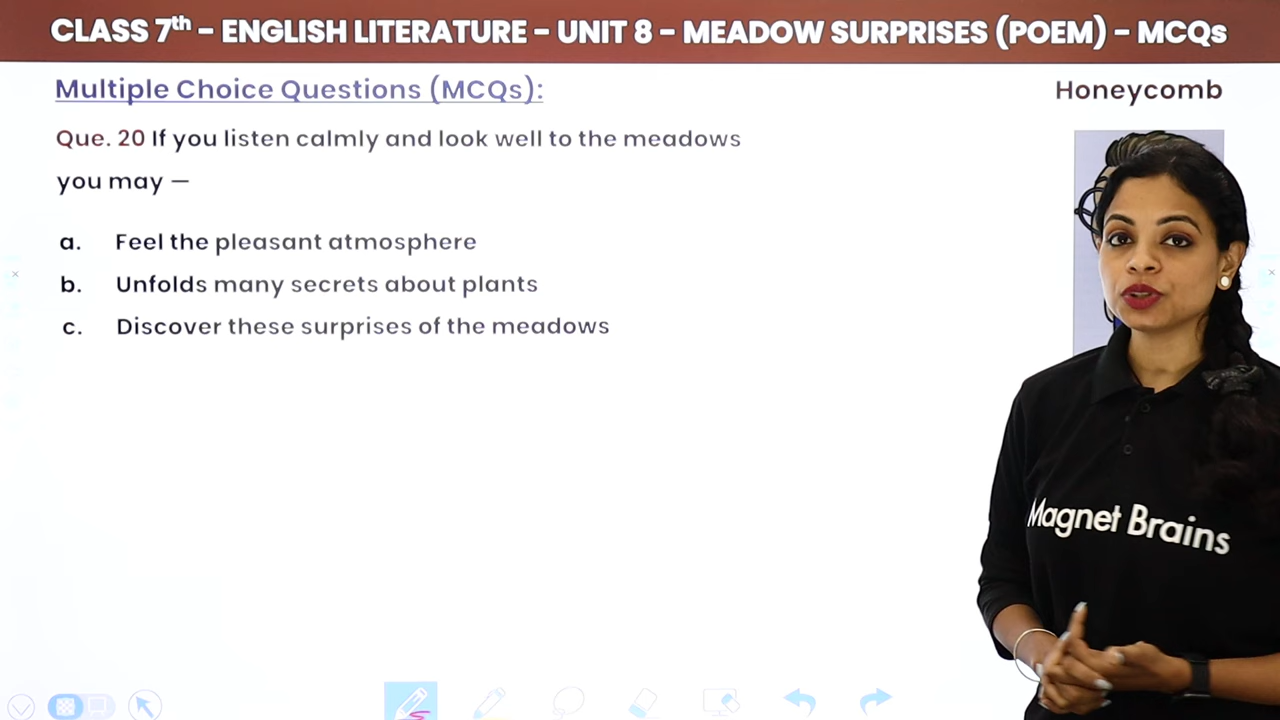 CLASS 7th – ENGLISH LITERATURE – UNIT 8 – MEADOW SURPRISES (POEM) – MCQs
Multiple Choice Questions (MCQs):
Honeycomb
Que. 20 If you listen calmly and look well to the meadows
you may —
a. Feel the pleasant atmosphere
b. Unfolds many secrets about plants
c. Discover these surprises of the meadows
Magnet Brains